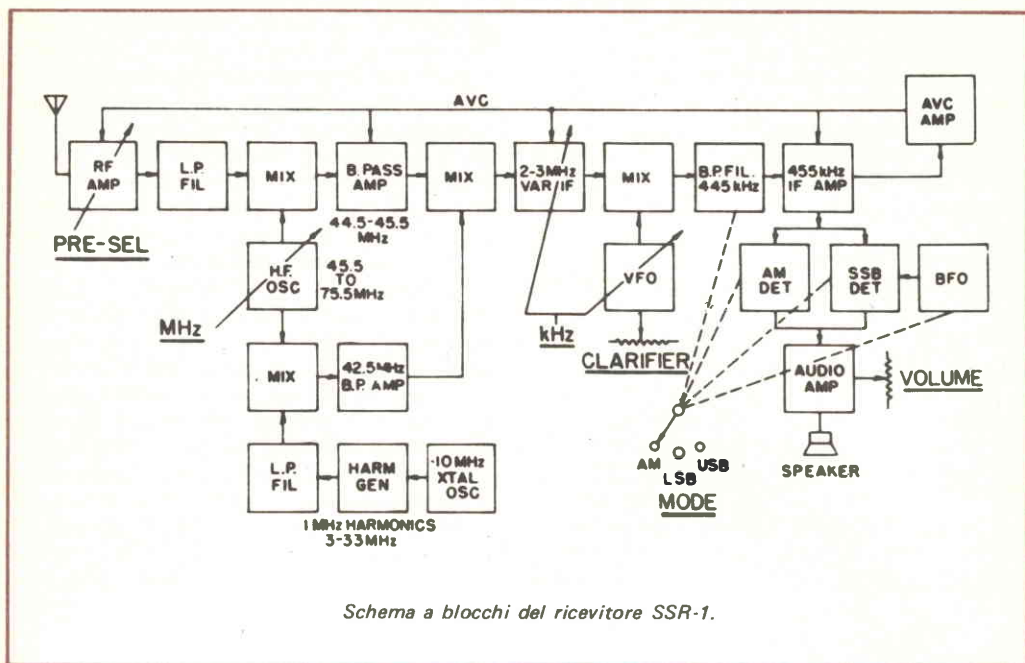 AVC
AVC
AMP
RF
AMP
L.P.
FIL
MIX
B. PASS
AMP
MIX
2-3MHz
VAR IF
MIX
B.P. FIL.
445 kHz
455kHz
IF AMP
PRE-SEL
44.5-45.5
MHz
H.F.
OSC
45.5
TO
75.5MHz
MHz
VFO
kHz
CLARIFIER
AM
DET
SSB
DET
BFO
MIX
42.5MHz
B.P. AMP
AUDIO
AMP
VOLUME
SPEAKER
AM
LSB
USB
MODE
L.P.
FIL
HARM
GEN
-10MHz
XTAL
OSC
1 MHz HARMONICS
3-33MHz
Schema a blocchi del ricevitore SSR-1.